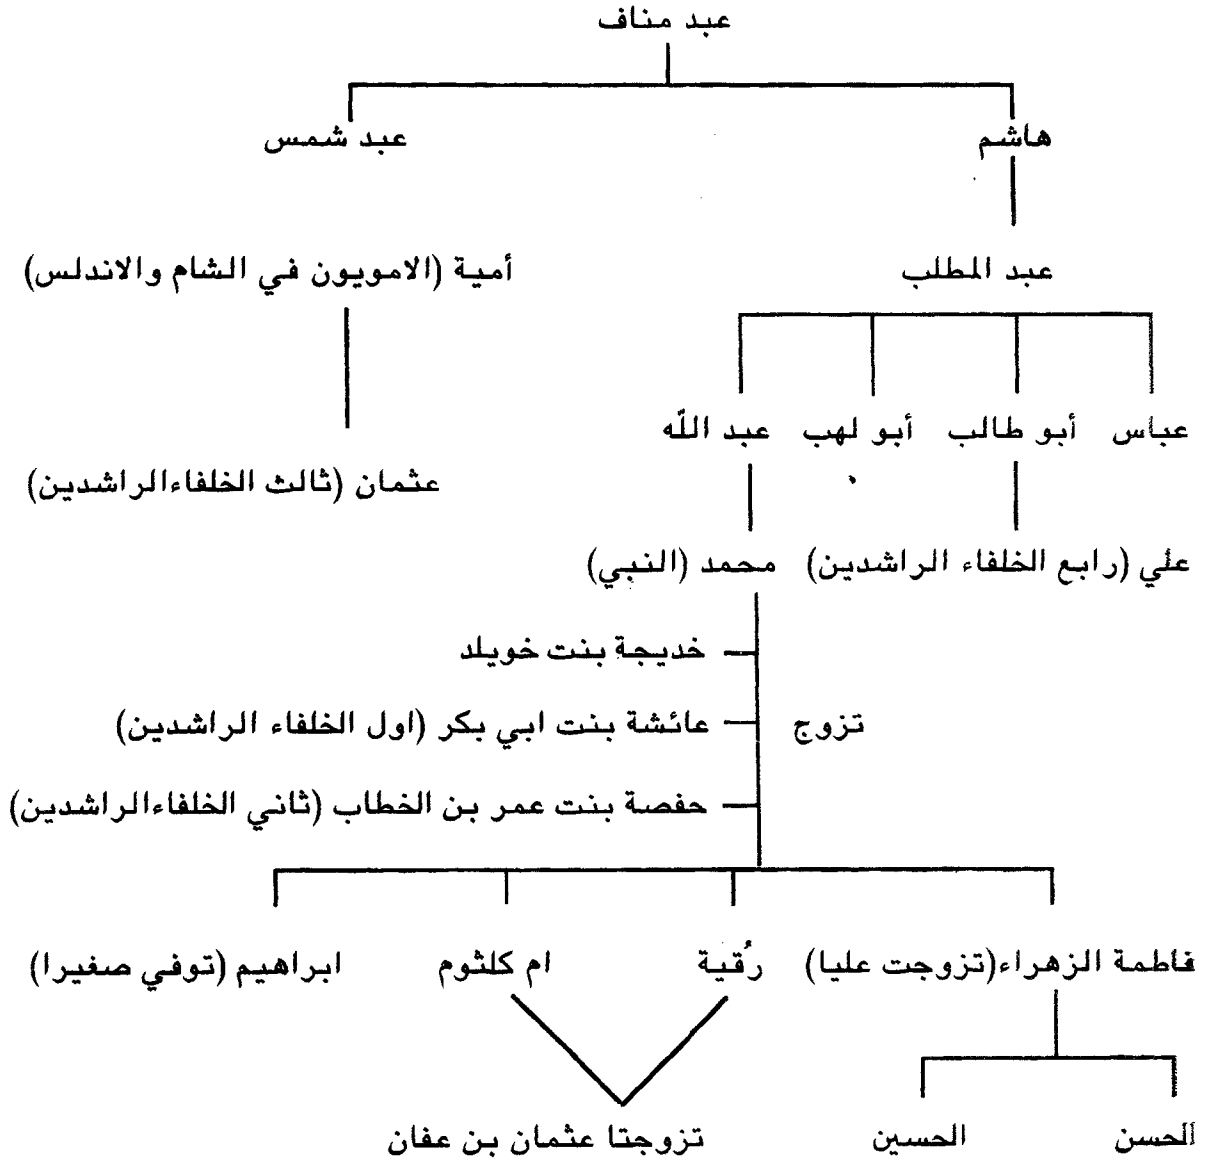 عبد مناف
هاشم عبد شمس
عبد المطلب أمية (الامويون في الشام والاندلس)
عباس أبو طالب أبو لهب عبد اللّه
عثمان (ثالث الخلفاءالراشدين)
علي (رابع الخلفاء الراشدين) محمد (النبي)
خديجة بنت خويلد
تزوج عائشة بنت ابي بكر (اول الخلفاء الراشدين)
حفصة بنت عمر بن الخطاب (ثاني الخلفاءالراشدين)
فاطمة الزهراء(تزوجت عليا) رُقية ام كلثوم ابراهيم (توفي صغيرا)
الحسن الحسين تزوجتا عثمان بن عفان